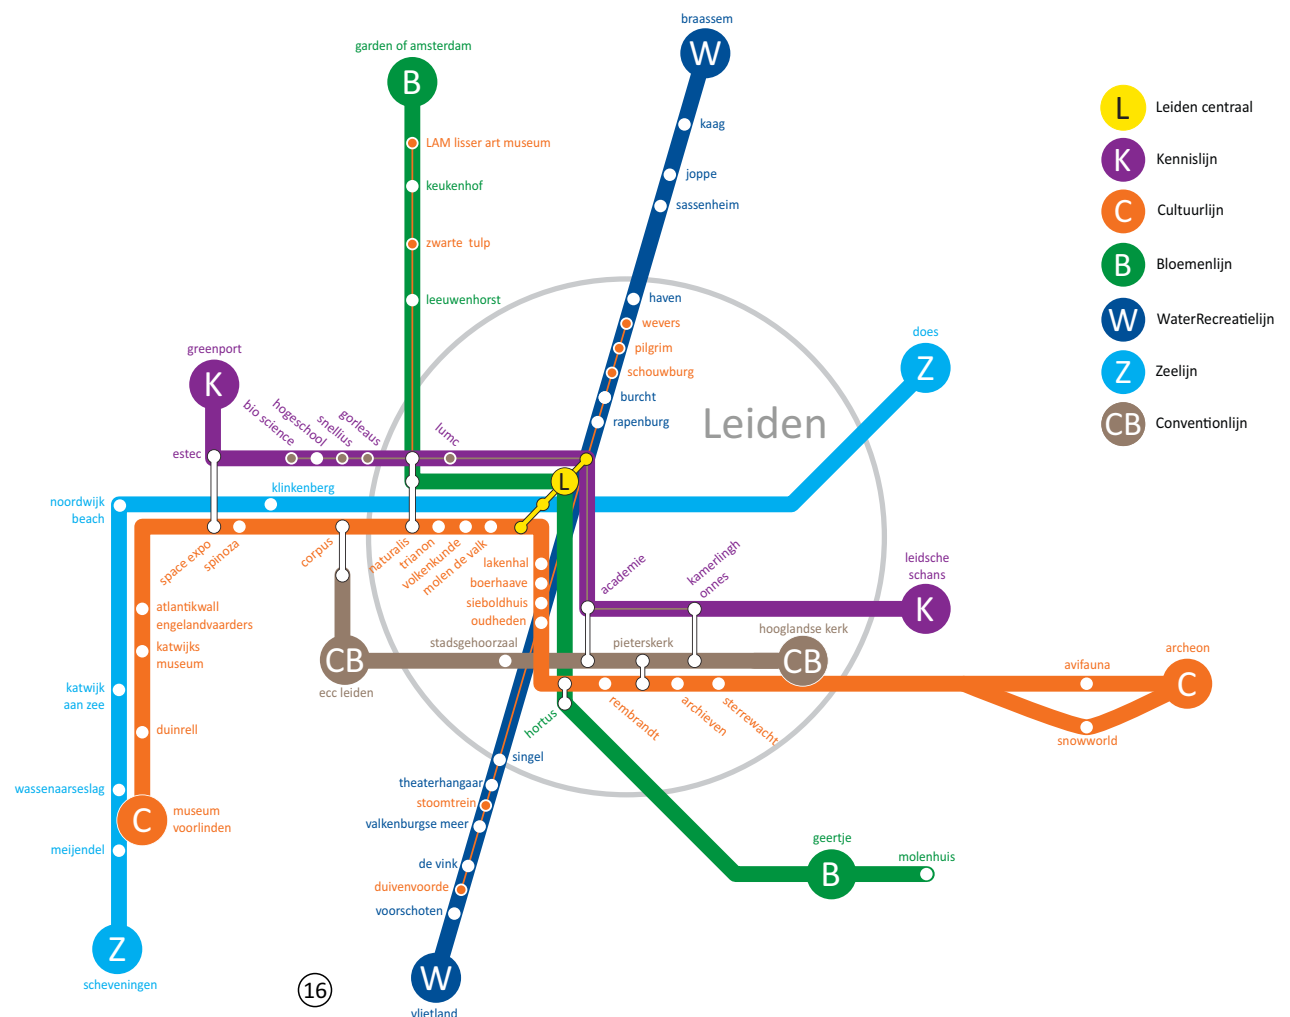 braassem
W
garden of amsterdam
B
LAM lisser art museum
keukenhof
zwarte tulp
leeuwenhorst
kaag
joppe
sassenheim
haven
wevers
pilgrim
schouwburg
burcht
rapenburg
Leiden
L Leiden centraal
K Kennislijn
C Cultuurlijn
B Bloemenlijn
W WaterRecreatielijn
Z Zeelijn
CB Conventionlijn
does
Z
greenport
K
estec
bio science
hogeschool
snellius
gorleaus
lumc
L
noordwijk
beach
klinkenberg
space expo
spinoza
corpus
naturalis
trianon
volkenkunde
molen de valk
lakenhal
boerhaave
sieboldhuis
oudheden
academie
kamerlingh
onnes
leidsche
schans
K
atlantikwall
engelandvaarders
katwijks
museum
katwijk
aan zee
duinrell
wassenaarseslag
C
museum
voorlinden
meijendel
Z
scheveningen
CB
ecc leiden
stadsgehoorzaal
pieterskerk
hooglandse kerk
CB
hortus
rembrandt
archieven
sterrewacht
avifauna
archeon
C
snowworld
singel
theaterhangaar
stoomtrein
valkenburgse meer
de vink
duivenvoorde
voorschoten
W
vlietland
geertje
B
molenhuis
16